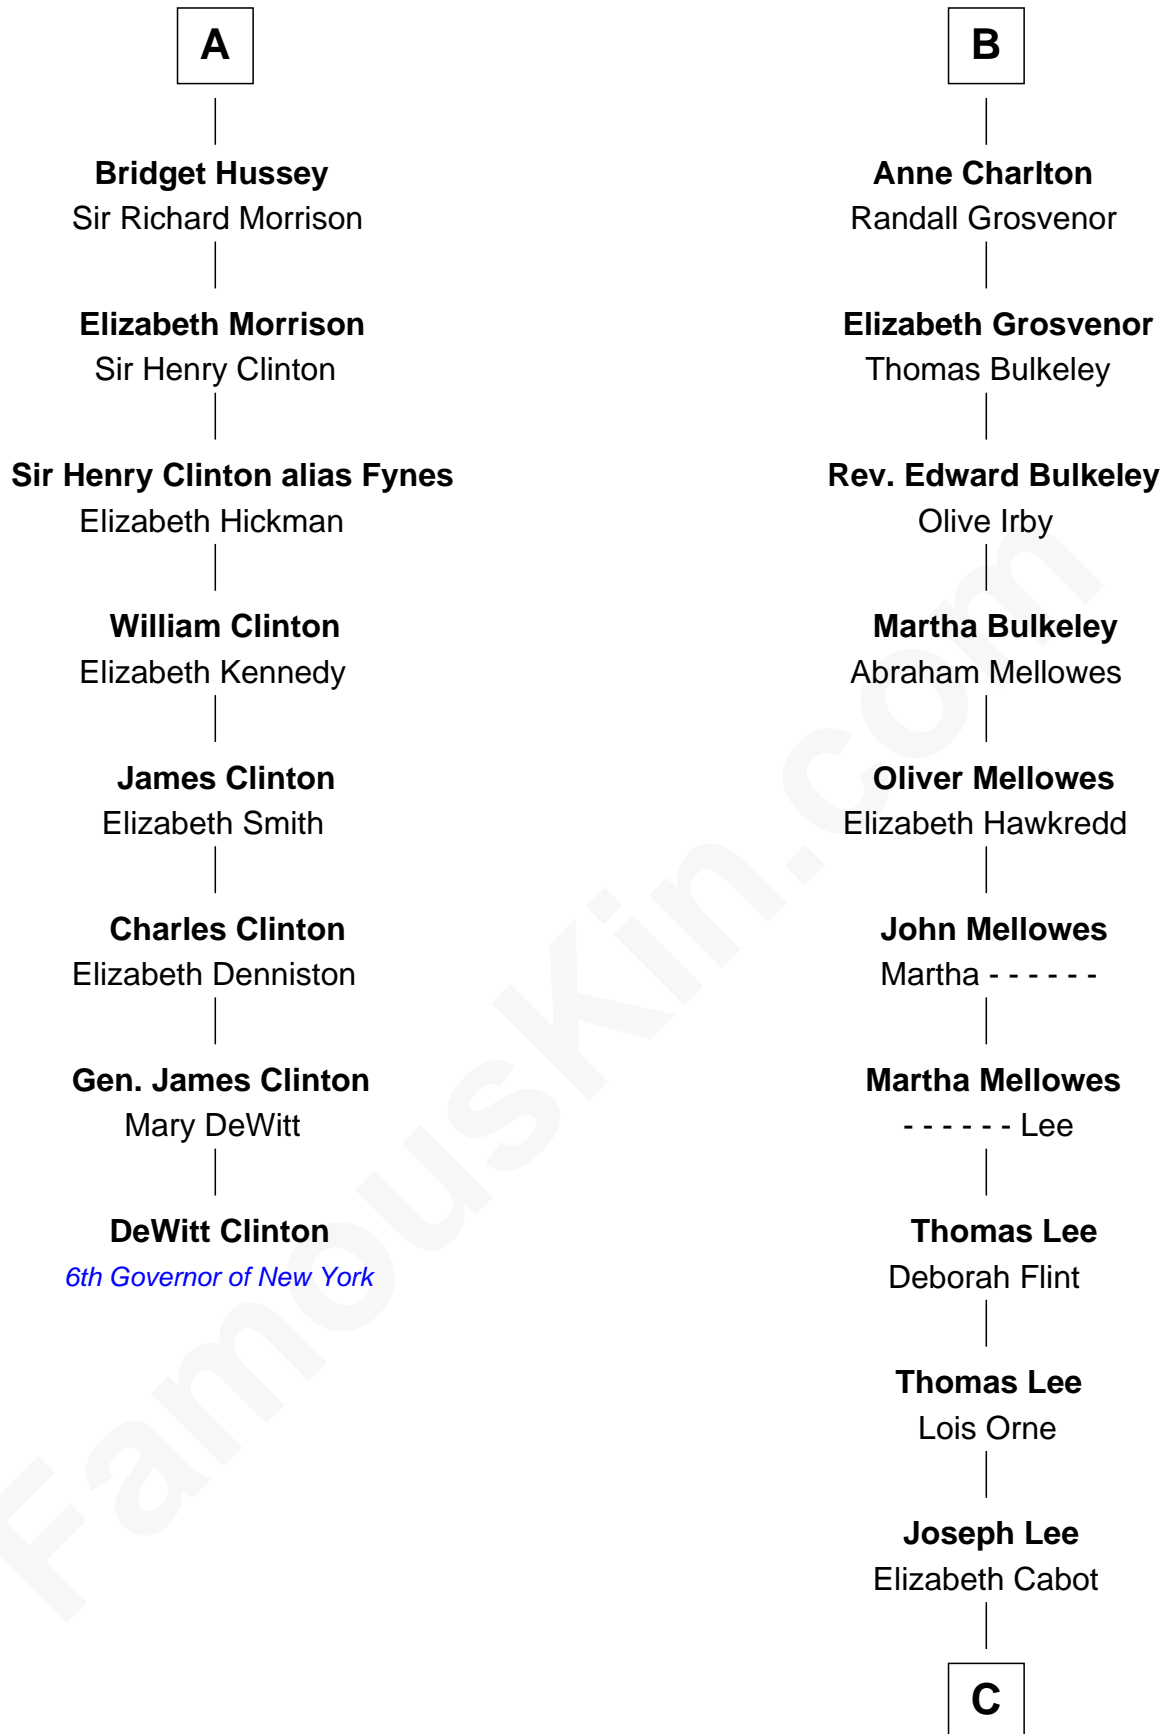 A
Bridget Hussey
Sir Richard Morrison
Elizabeth Morrison
Sir Henry Clinton
Sir Henry Clinton alias Fynes
Elizabeth Hickman
William Clinton
Elizabeth Kennedy
James Clinton
Elizabeth Smith
Charles Clinton
Elizabeth Denniston
Gen. James Clinton
Mary DeWitt
DeWitt Clinton
6th Governor of New York
B
Anne Charlton
Randall Grosvenor
Elizabeth Grosvenor
Thomas Bulkeley
Rev. Edward Bulkeley
Olive Irby
Martha Bulkeley
Abraham Mellowes
Oliver Mellowes
Elizabeth Hawkredd
John Mellowes
Martha - - - - - -
Martha Mellowes
- - - - - - Lee
Thomas Lee
Deborah Flint
Thomas Lee
Lois Orne
Joseph Lee
Elizabeth Cabot
C
FamousKin.com